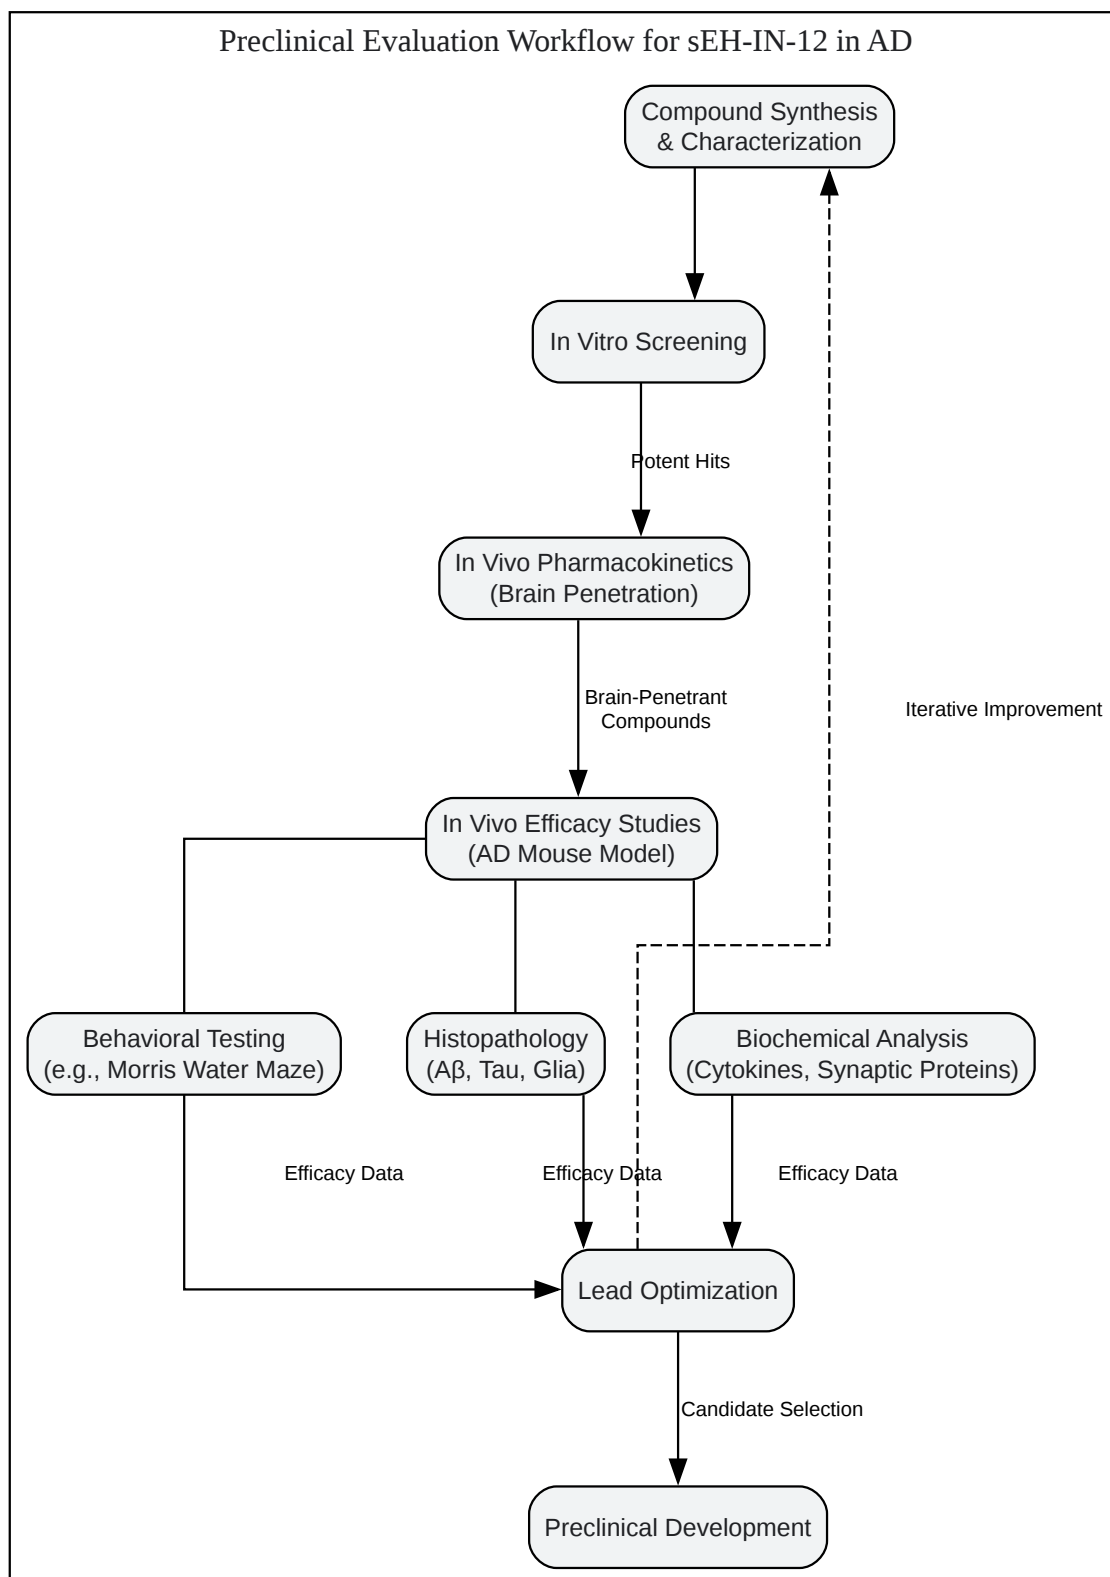 Preclinical Evaluation Workflow for sEH-IN-12 in AD
Compound Synthesis
& Characterization
In Vitro Screening
Potent Hits
In Vivo Pharmacokinetics
(Brain Penetration)
Brain-Penetrant
Compounds
Iterative Improvement
In Vivo Efficacy Studies
(AD Mouse Model)
Behavioral Testing
(e.g., Morris Water Maze)
Histopathology
(Aβ, Tau, Glia)
Biochemical Analysis
(Cytokines, Synaptic Proteins)
Efficacy Data
Efficacy Data
Efficacy Data
Lead Optimization
Candidate Selection
Preclinical Development